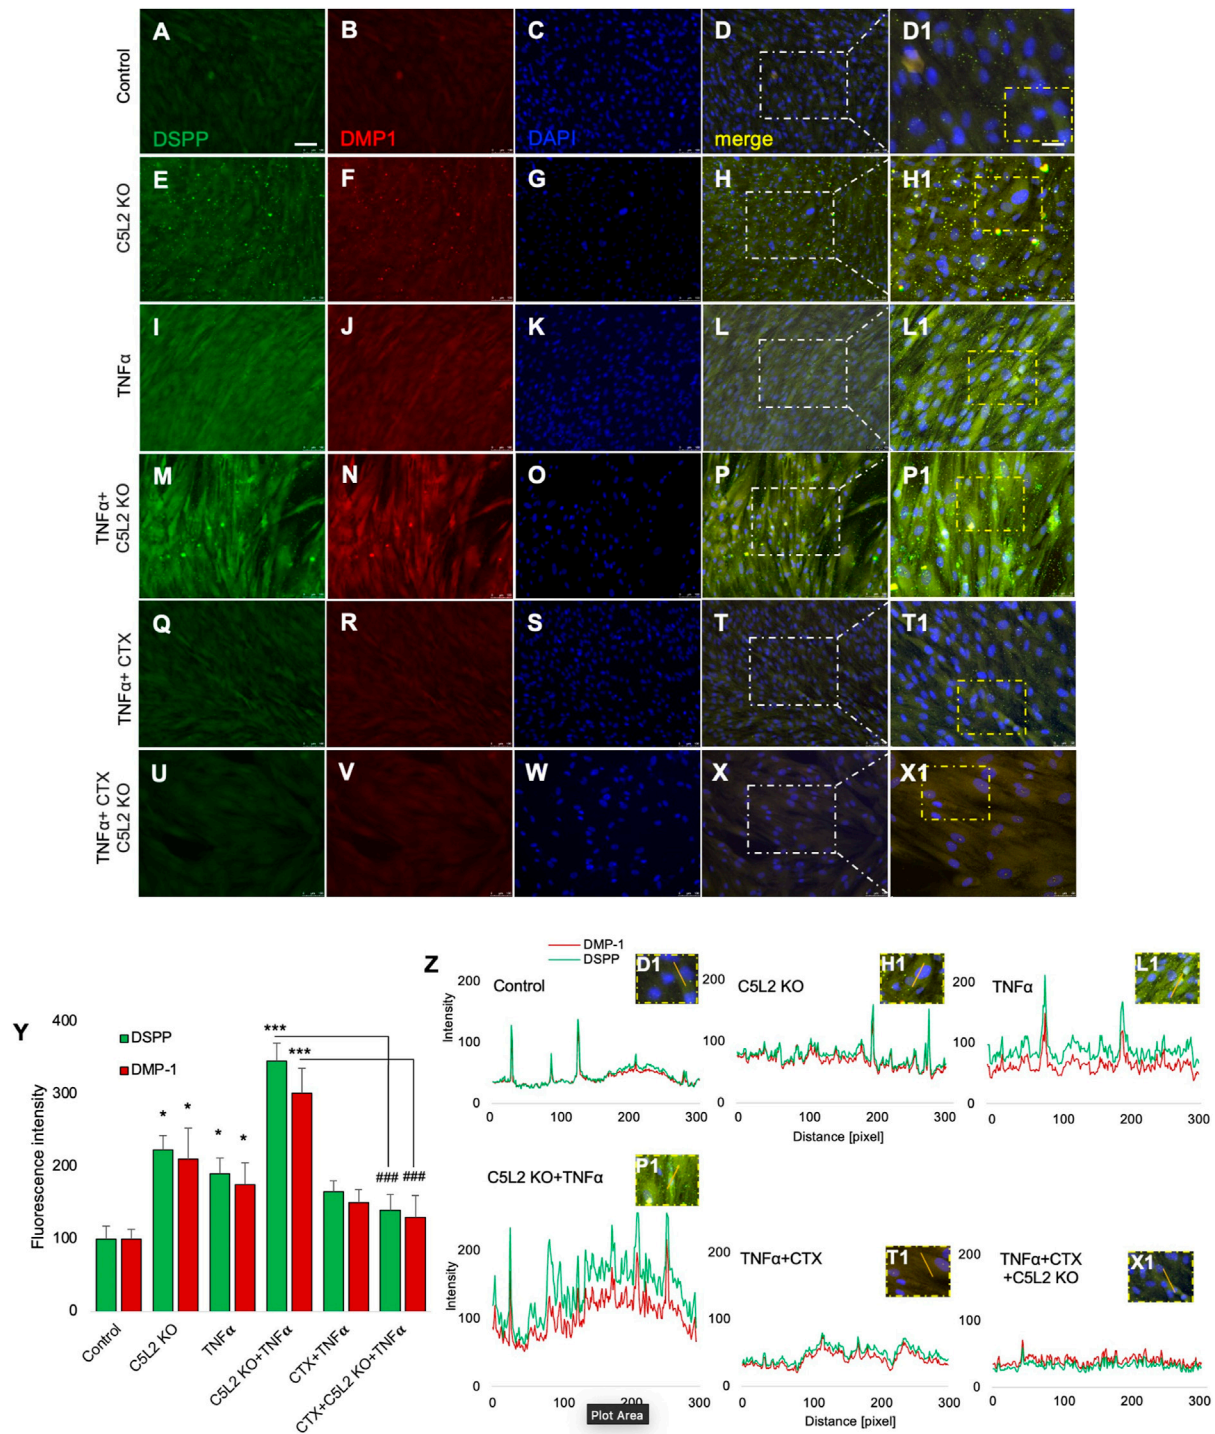 Control
A
B
C
D
D1
DSPP
DMP1
DAPI
merge
C5L2 KO
E
F
G
H
H1
TNFα
I
J
K
L
L1
TNFα+
C5L2 KO
M
N
O
P
P1
TNFα+ CTX
Q
R
S
T
T1
TNFα+ CTX
C5L2 KO
U
V
W
X
X1
Y
Fluorescence intensity
400
300
200
100
0
DSPP
DMP-1
* *
* *
*** ***
### ###
Control
C5L2 KO
TNFα
C5L2 KO+TNFα
CTX+TNFα
CTX+C5L2 KO+TNFα
Z
DMP-1
DSPP
Control
D1
Intensity
200
100
0
0 100 200 300
C5L2 KO
H1
200
100
0
0 100 200 300
Distance [pixel]
TNFα
L1
200
100
0
0 100 200 300
C5L2 KO+TNFα
P1
Intensity
200
100
0
0 100 200 300
Plot Area
TNFα+CTX
T1
200
100
0
0 100 200 300
Distance [pixel]
TNFα+CTX
+C5L2 KO
X1
200
100
0
0 100 200 300